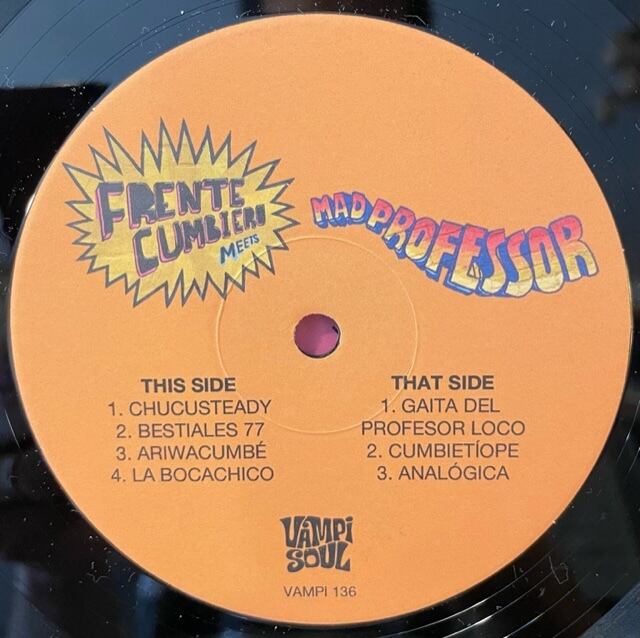 FRENTE
CUMBIERO
MEETS
MAD PROFESSOR
THIS SIDE
1. CHUCUSTEADY
2. BESTIALES 77
3. ARIWACUMBÉ
4. LA BOCACHICO
THAT SIDE
1. GAITA DEL
PROFESOR LOCO
2. CUMBIETÍOPE
3. ANALÓGICA
VAMPI
SOUL
VAMPI 136